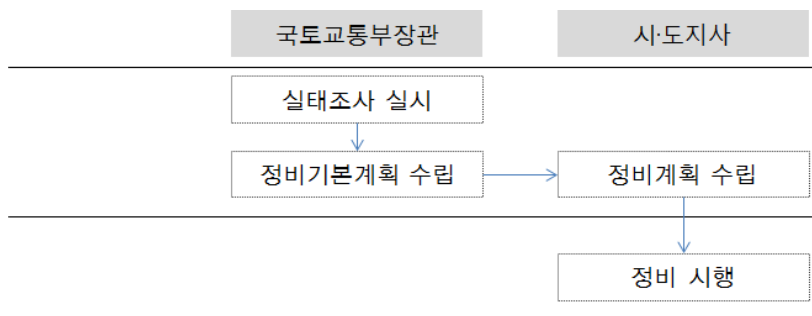 국토교통부장관
시·도지사
실태조사 실시
정비기본계획 수립
정비계획 수립
정비 시행